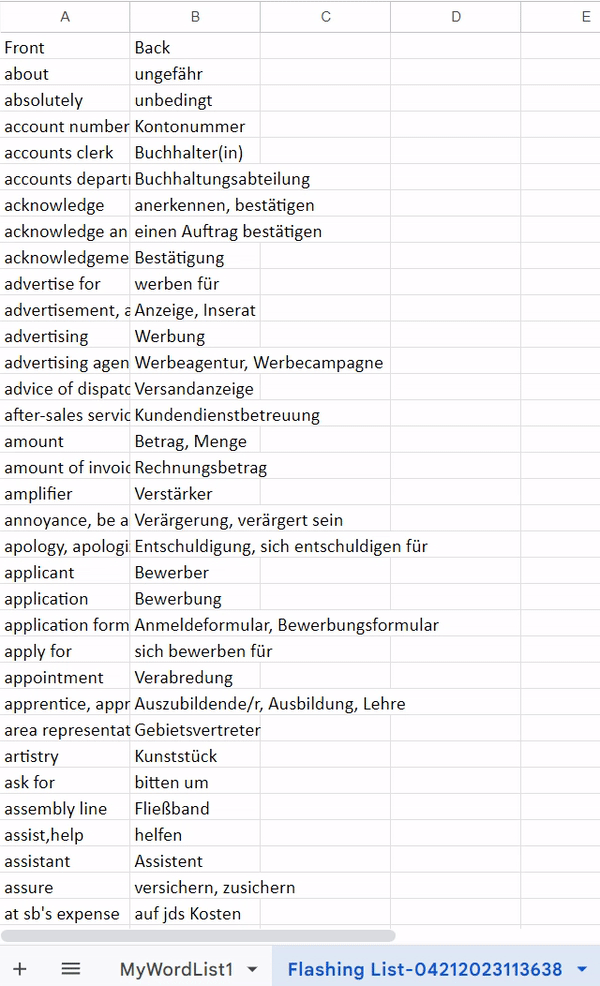 A B C D E
Front Back
about ungefähr
absolutely unbedingt
account number Kontonummer
accounts clerk Buchhalter(in)
accounts depart Buchhaltungsabteilung
acknowledge anerkennen, bestätigen
acknowledge an einen Auftrag bestätigen
acknowledgeme Bestätigung
advertise for werben für
advertisement, a Anzeige, Inserat
advertising Werbung
advertising agen Werbeagentur, Werbecampagne
advice of dispatc Versandanzeige
after-sales servic Kundendienstbetreuung
amount Betrag, Menge
amount of invoic Rechnungsbetrag
amplifier Verstärker
annoyance, be a Verärgerung, verärgert sein
apology, apologi Entschuldigung, sich entschuldigen für
applicant Bewerber
application Bewerbung
application form Anmeldeformular, Bewerbungsformular
apply for sich bewerben für
appointment Verabredung
apprentice, appr Auszubildende/r, Ausbildung, Lehre
area representat Gebietsvertreter
artistry Kunststück
ask for bitten um
assembly line Fließband
assist,help helfen
assistant Assistent
assure versichern, zusichern
at sb's expense auf jds Kosten
MyWordList1 Flashing List-04212023113638